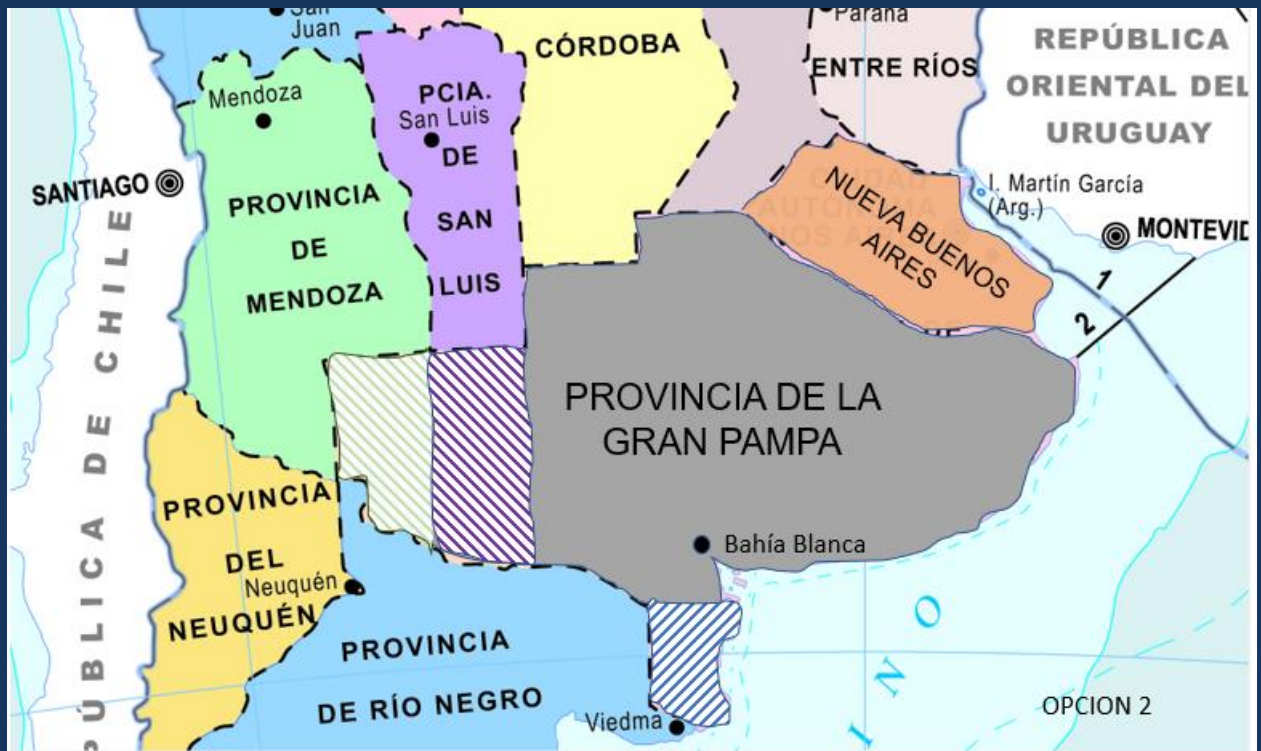 San
Juan
Mendoza
SANTIAGO
PROVINCIA
DE
MENDOZA
PCIA.
San Luis
DE
SAN
LUIS
CÓRDOBA
Paraná
ENTRE RÍOS
REPÚBLICA
ORIENTAL DEL
URUGUAY
I. Martín García
(Arg.)
MONTEVID
NUEVA BUENOS
AIRES
1
2
PÚBLICA DE CHILE
PROVINCIA DE LA
GRAN PAMPA
PROVINCIA
DEL
Neuquén
NEUQUÉN
Bahía Blanca
PROVINCIA
DE RÍO NEGRO
Viedma
I N O
OPCION 2